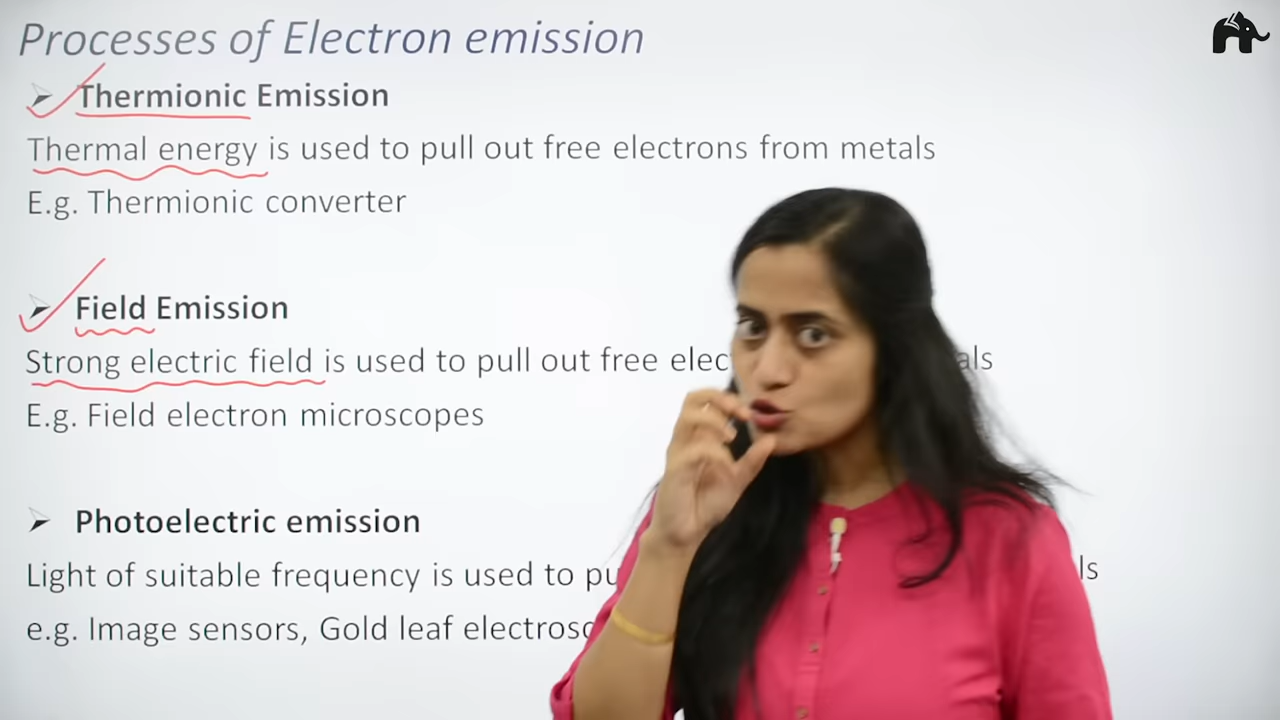 Processes of Electron emission
Thermionic Emission
Thermal energy is used to pull out free electrons from metals
E.g. Thermionic converter
Field Emission
Strong electric field is used to pull out free
E.g. Field electron microscopes
Photoelectric emission
Light of suitable frequency is used to
e.g. Image sensors, Gold leaf